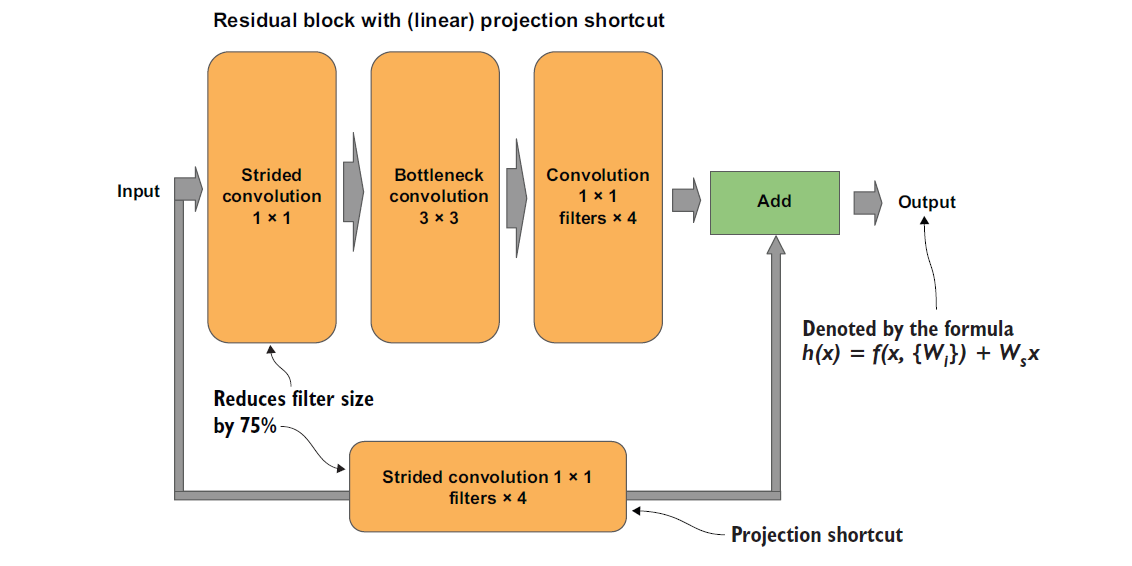 Residual block with (linear) projection shortcut
Input
Strided
convolution
1 × 1
Bottleneck
convolution
3 × 3
Convolution
1 × 1
filters × 4
Add
Output
Denoted by the formula
h(x) = f(x, {Wi}) + Wsx
Reduces filter size
by 75%
Strided convolution 1 × 1
filters × 4
Projection shortcut